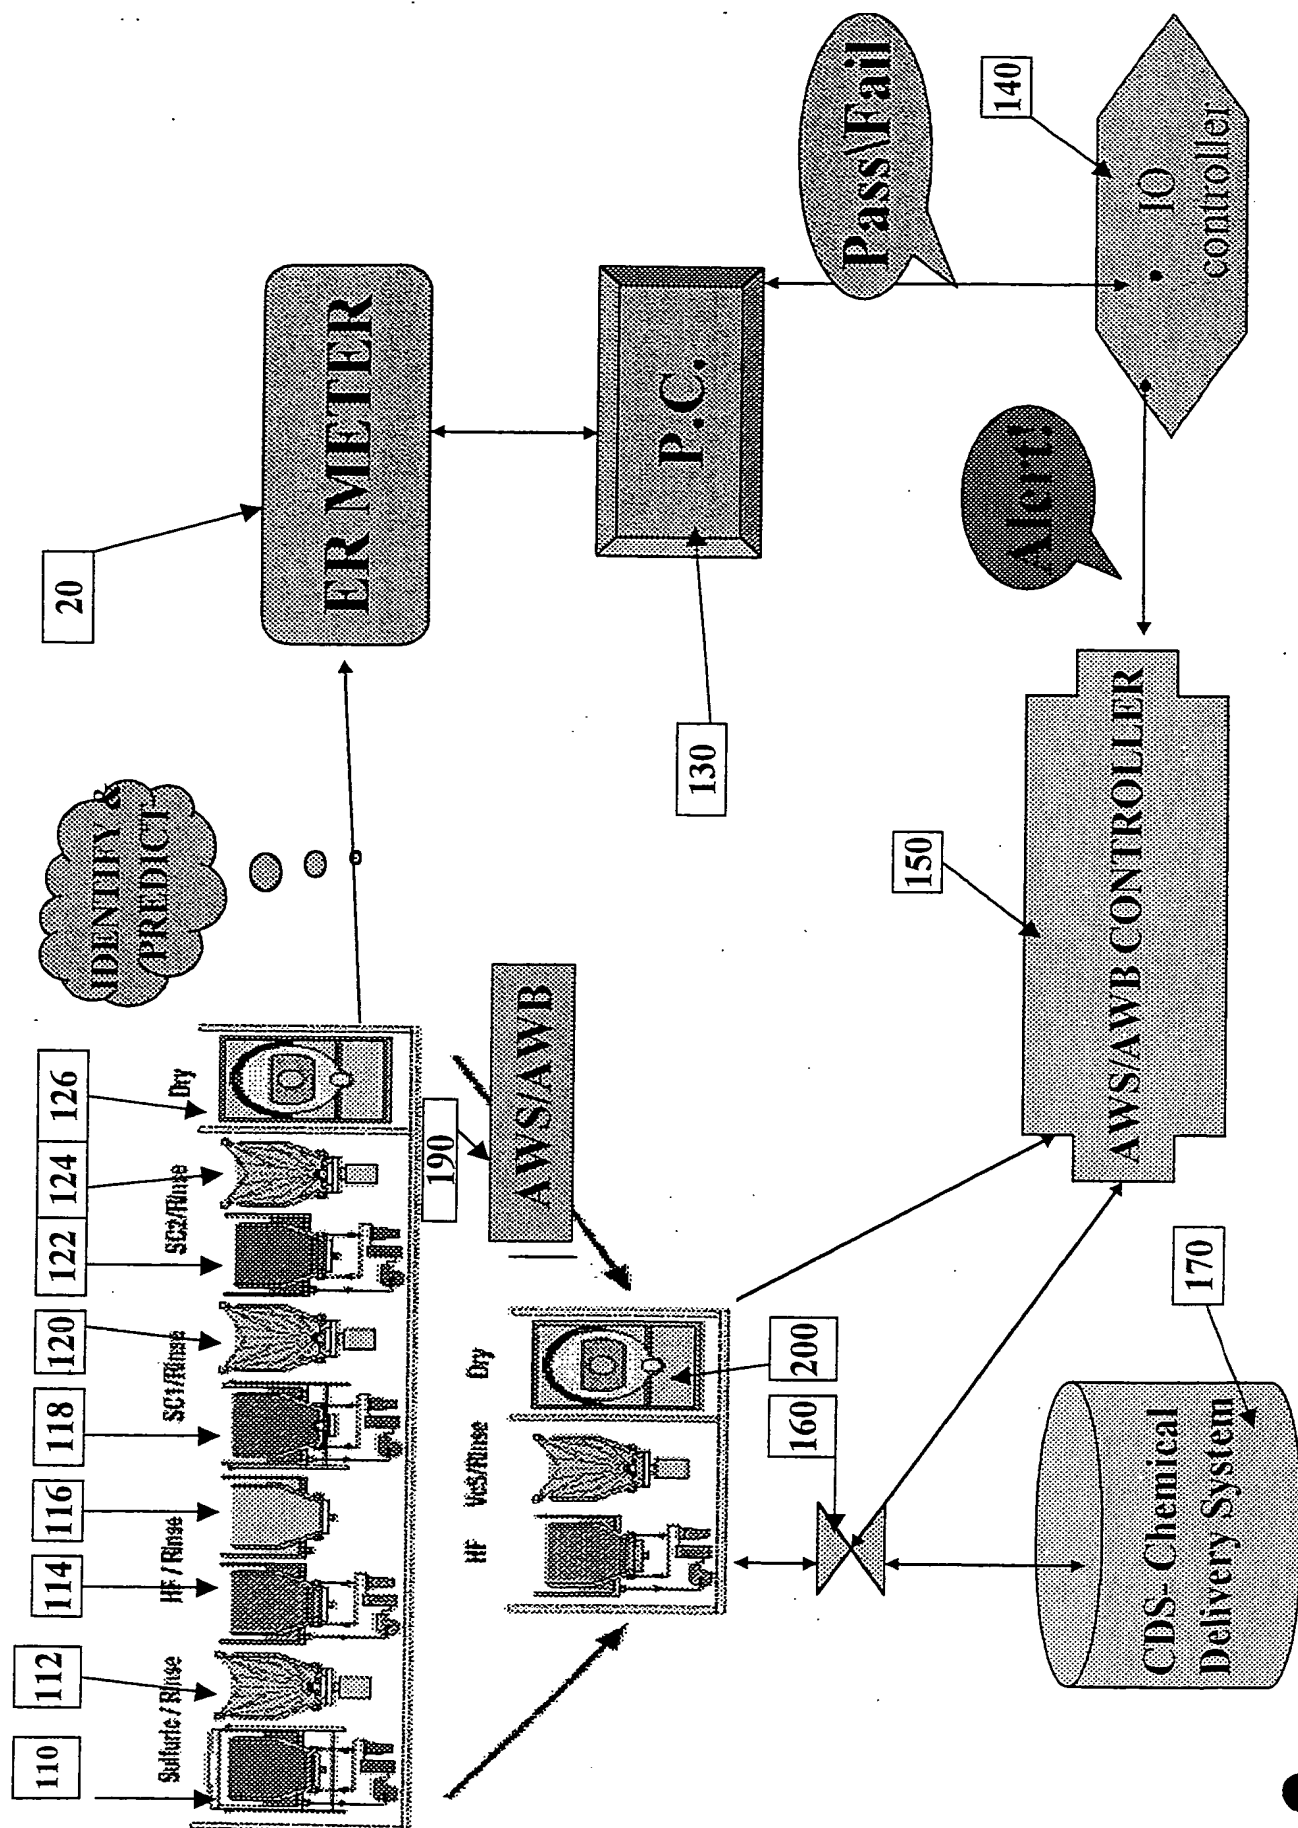 110
112
114
116
118
120
122
124
126
Sulfuric / Rinse
HF / Rinse
SC1/Rinse
SC2/Rinse
Dry
IDENTIFY &
PREDICT
20
ER METER
190
AWS/AWB
HF
VcS/Rinse
Dry
200
160
130
P.C.
Pass\Fail
140
IO
controller
Alert!
150
AWS/AWB CONTROLLER
170
CDS- Chemical
Delivery System